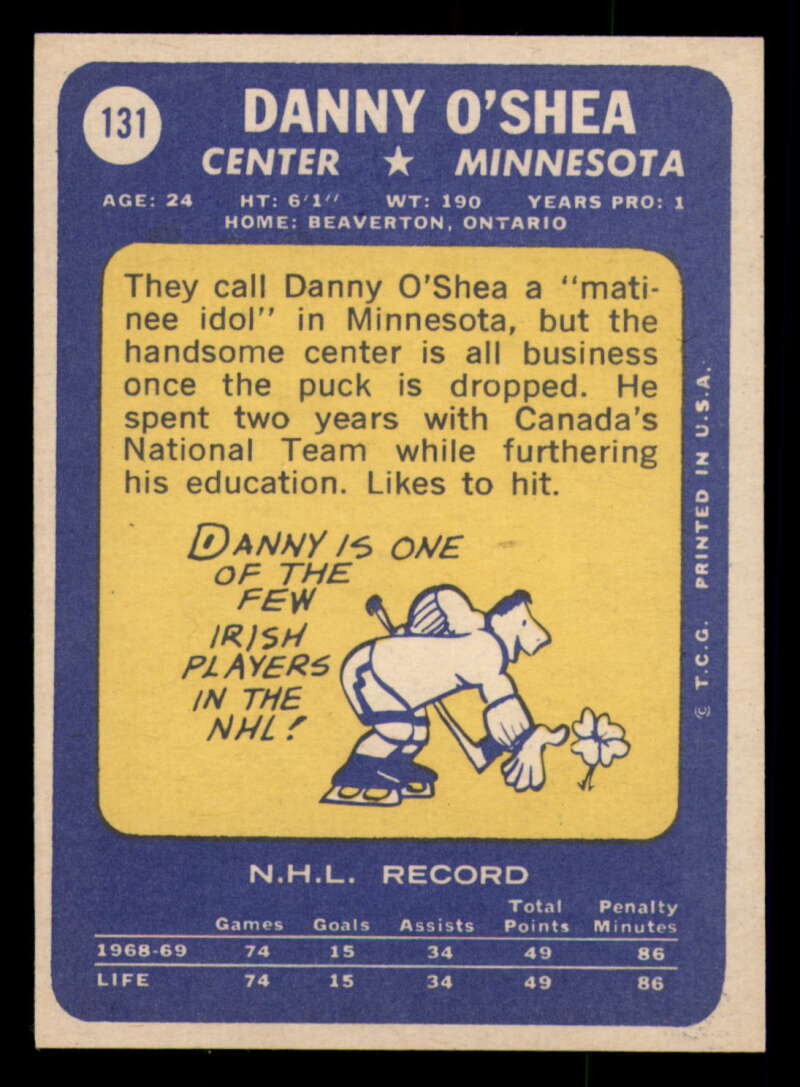 131
DANNY O'SHEA
CENTER ★ MINNESOTA
AGE: 24 HT: 6'1" WT: 190 YEARS PRO: 1
HOME: BEAVERTON, ONTARIO
They call Danny O'Shea a "mati-
nee idol" in Minnesota, but the
handsome center is all business
once the puck is dropped. He
spent two years with Canada's
National Team while furthering
his education. Likes to hit.
DANNY IS ONE
OF THE
FEW
IRISH
PLAYERS
IN THE
NHL!
© T.C.G. PRINTED IN U.S.A.
N.H.L. RECORD
Games Goals Assists Total Points Penalty Minutes
1968-69 74 15 34 49 86
LIFE 74 15 34 49 86